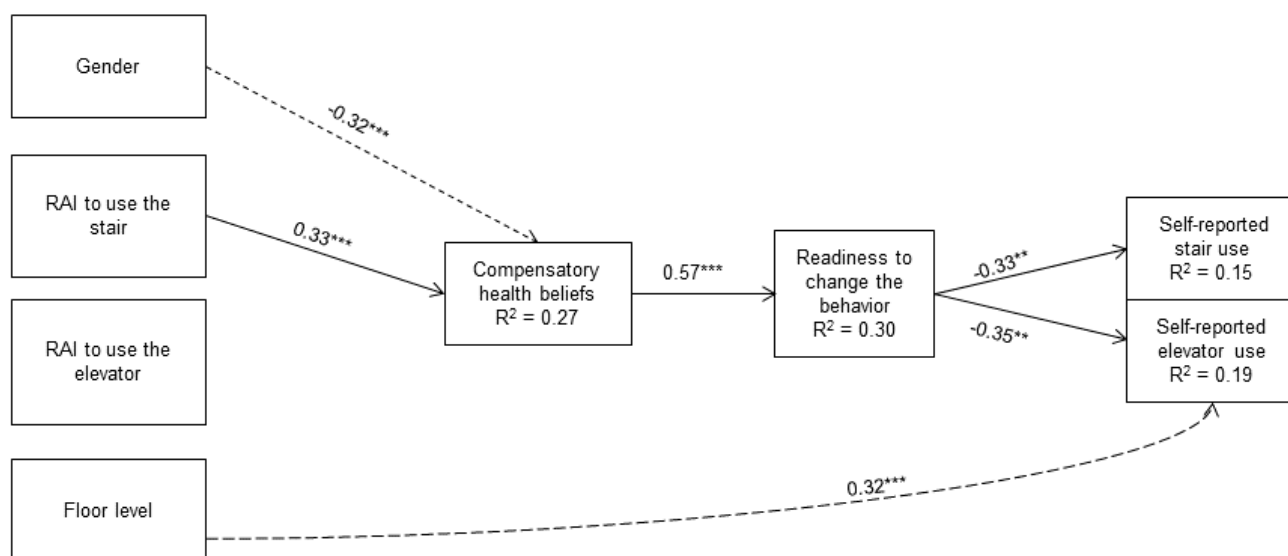 Gender
-0.32***
RAI to use the
stair
0.33***
Compensatory
health beliefs
R² = 0.27
0.57***
Readiness to
change the
behavior
R² = 0.30
-0.33**
-0.35**
Self-reported
stair use
R² = 0.15
Self-reported
elevator use
R² = 0.19
RAI to use the
elevator
Floor level
0.32***